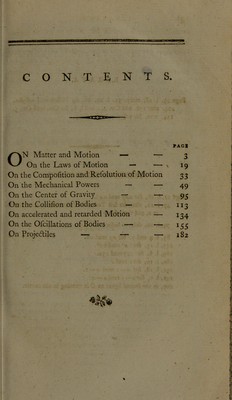 CONTENTS.
PAGE
ON Matter and Motion — — 3
On the Laws of Motion — — 19
On the Compoſition and Reſolution of Motion 33
On the Mechanical Powers — — 49
On the Center of Gravity — — 95
On the Colliſion of Bodies — — 113
On accelerated and retarded Motion — 134
On the Oſcillations of Bodies — — 155
On Projectiles — — — 182